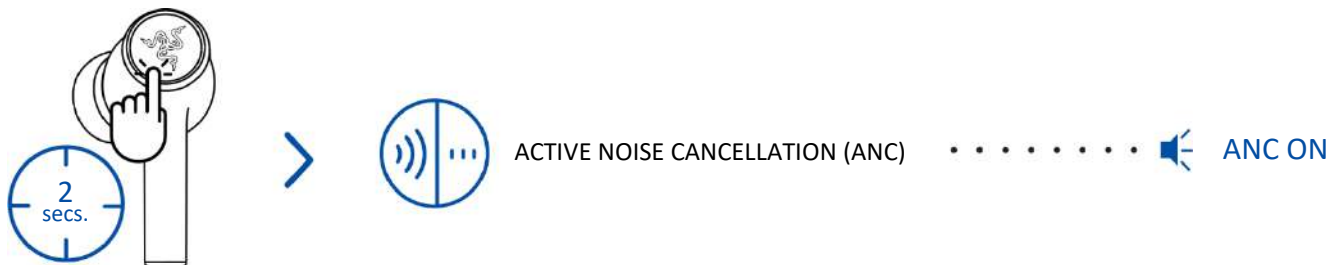 2
secs.
ACTIVE NOISE CANCELLATION (ANC)
ANC ON